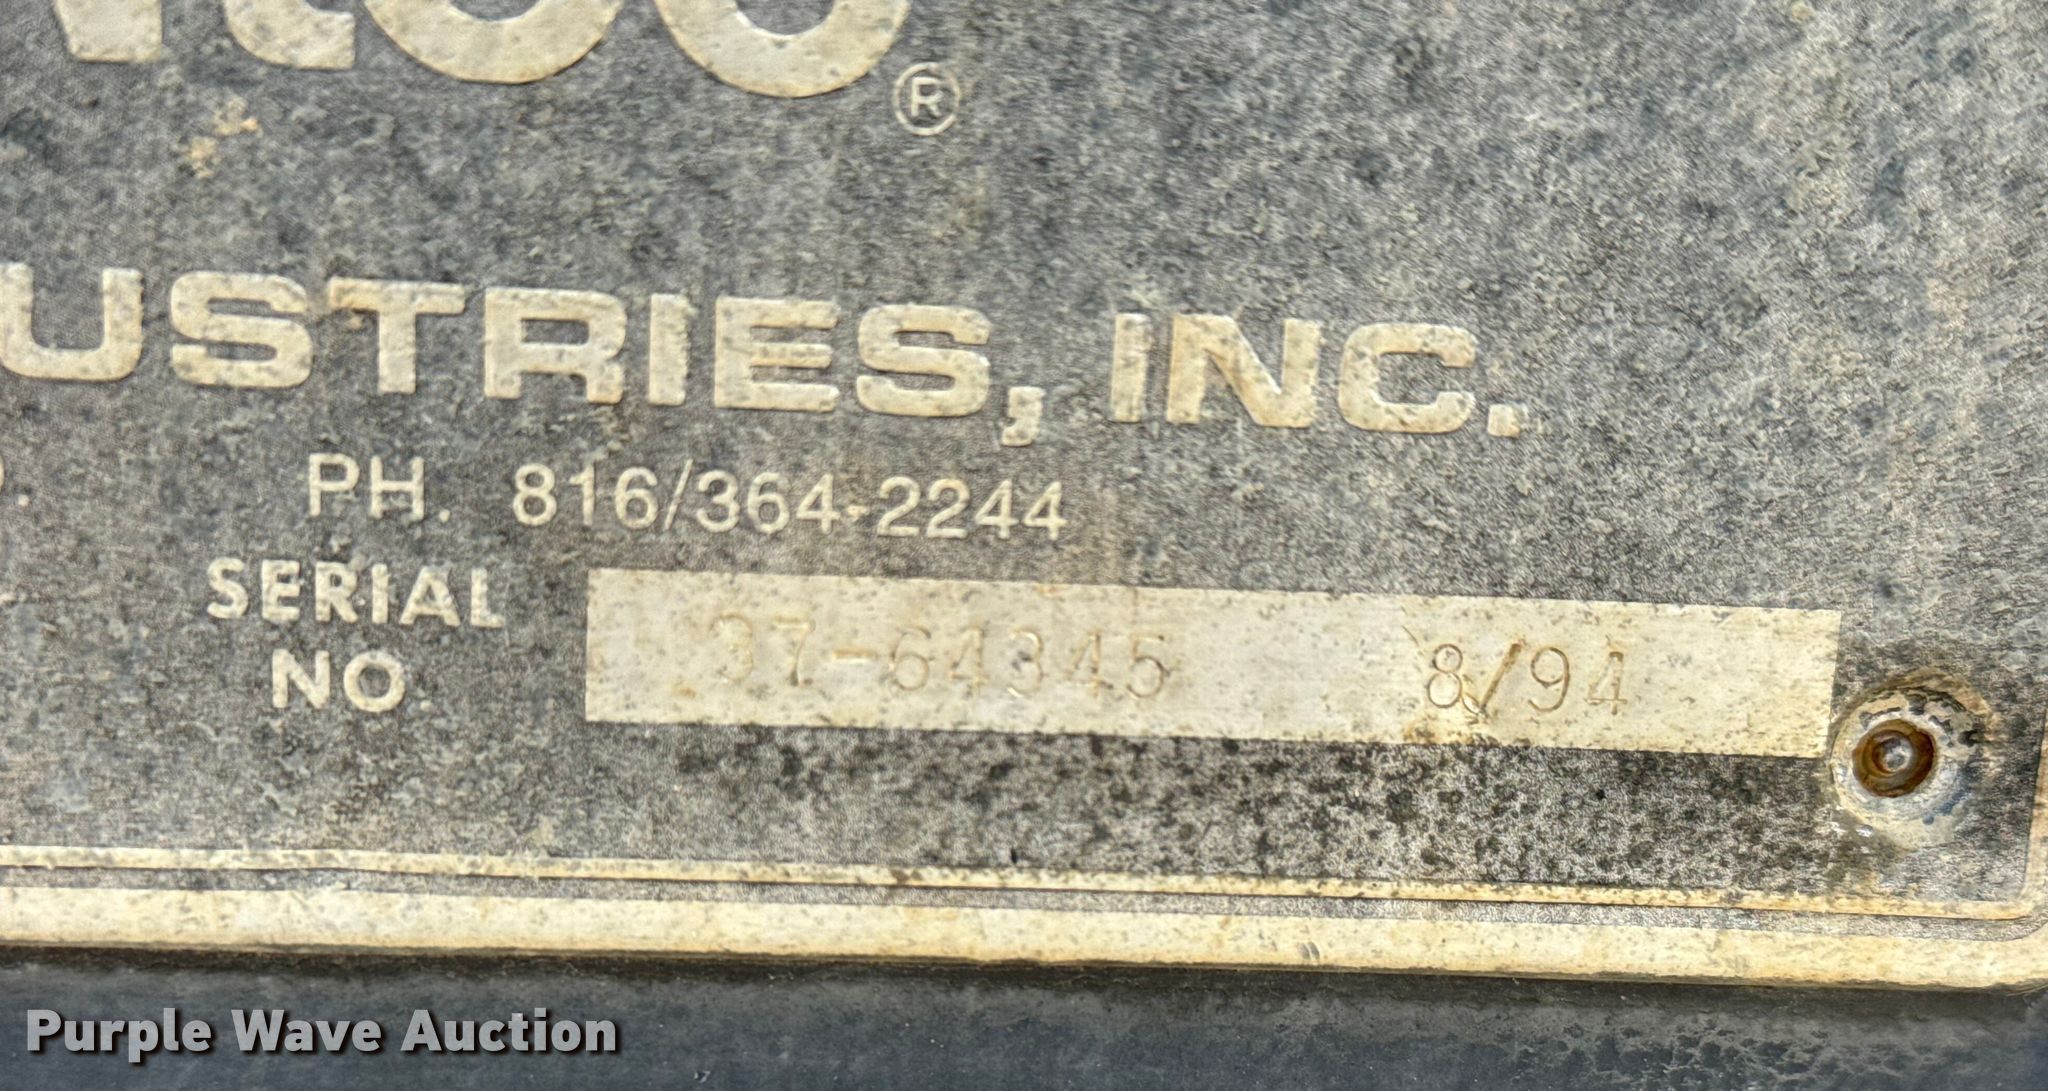 ®
USTRIES, INC.
PH. 816/364-2244
SERIAL
NO. 37-64345 8/94
Purple Wave Auction